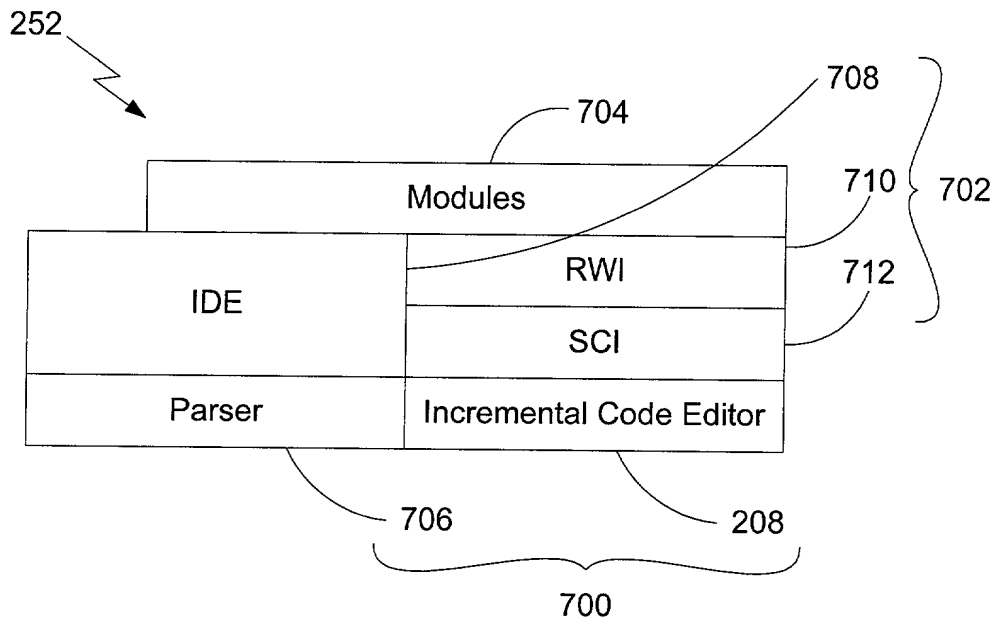 252
708
704
Modules
710
702
RWI
IDE
712
SCI
Parser
Incremental Code Editor
706
208
700